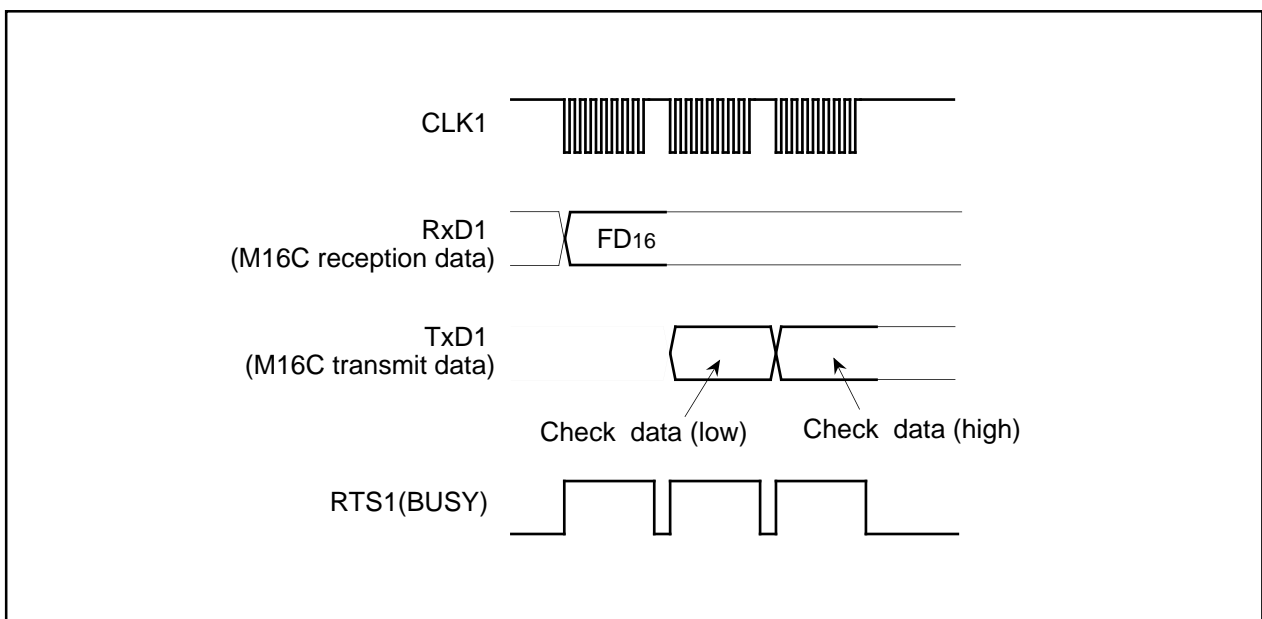 CLK1
RxD1
(M16C reception data)
FD16
TxD1
(M16C transmit data)
Check data (low)
Check data (high)
RTS1(BUSY)